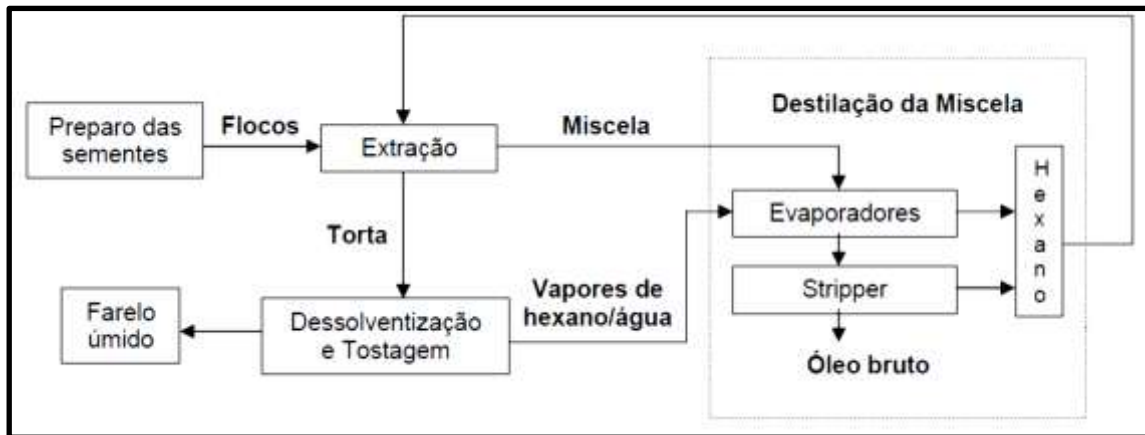 Preparo das
sementes
Flocos
Extração
Miscela
Destilação da Miscela
Evaporadores
Hexano
Torta
Stripper
Vapores de
hexano/água
Farelo
úmido
Dessolventização
e Tostagem
Óleo bruto